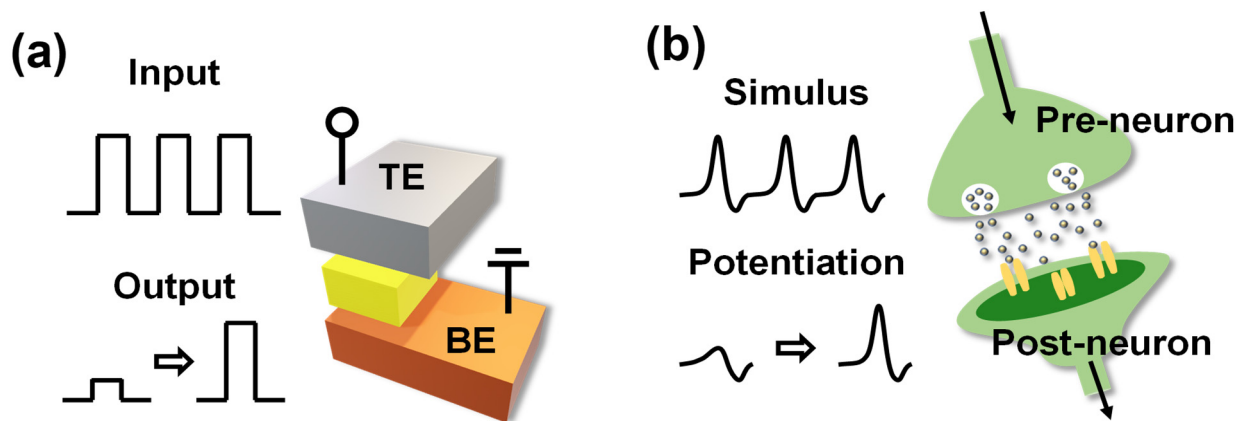 (a)
Input
TE
Output
BE
(b)
Simulus
Pre-neuron
Potentiation
Post-neuron